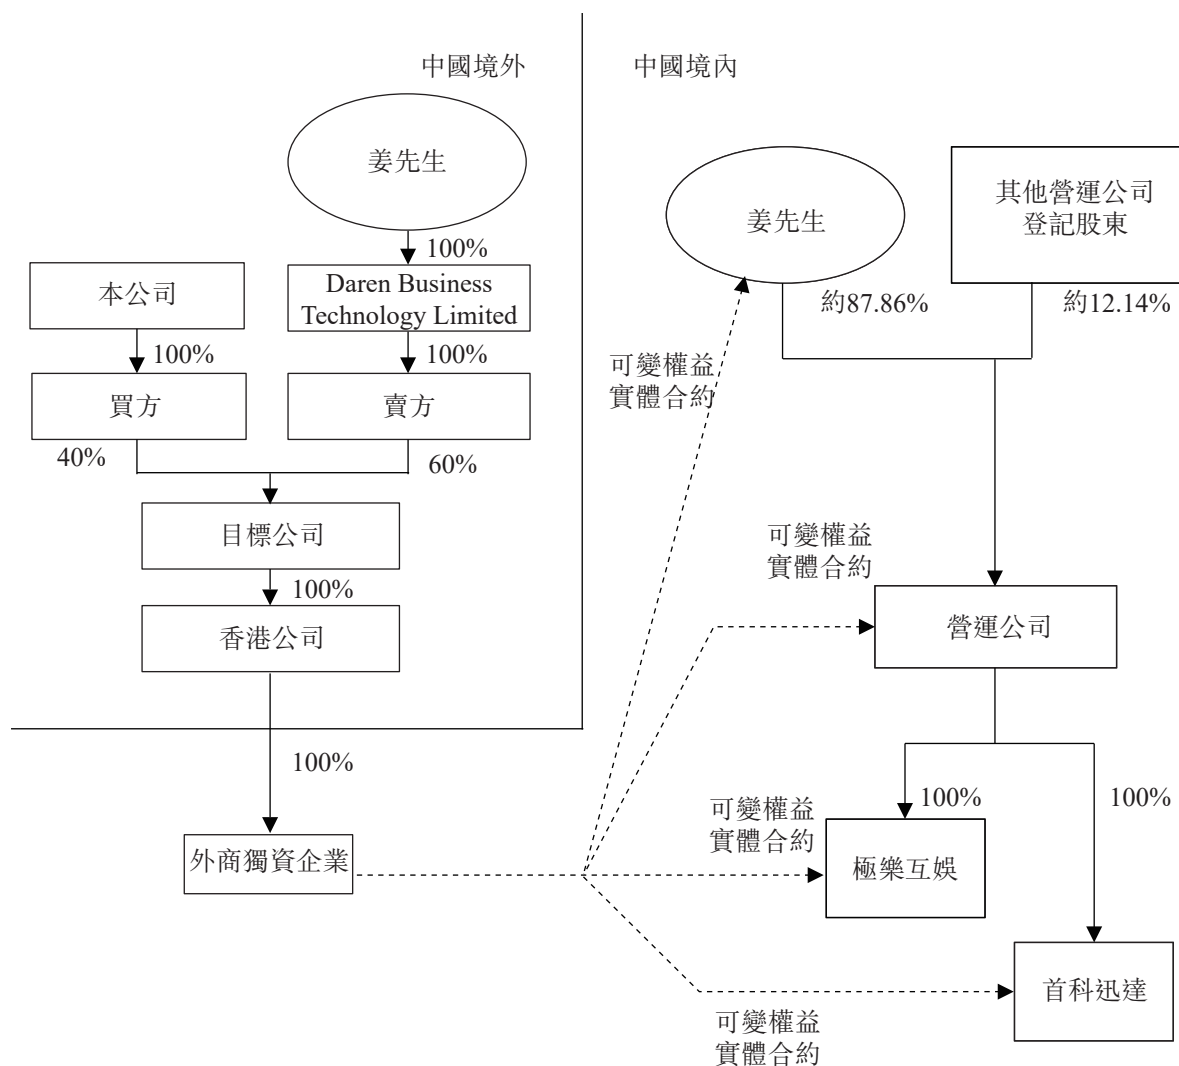 中國境外
中國境內
姜先生
100%
本公司
Daren Business
Technology Limited
100%
100%
買方
賣方
40%
60%
目標公司
100%
香港公司
100%
外商獨資企業
姜先生
其他營運公司
登記股東
約87.86%
約12.14%
可變權益
實體合約
可變權益
實體合約
營運公司
100%
100%
可變權益
實體合約
極樂互娛
首科迅達
可變權益
實體合約